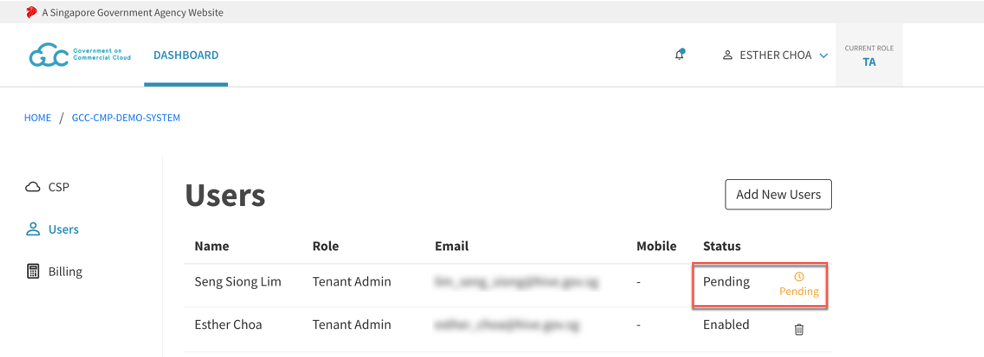 A Singapore Government Agency Website
GCC Government on
Commercial Cloud
DASHBOARD
ESTHER CHOA
CURRENT ROLE
TA
HOME / GCC-CMP-DEMO-SYSTEM
CSP
Users
Billing
Users
Add New Users
Name Role Email Mobile Status
Seng Siong Lim Tenant Admin - Pending Pending
Esther Choa Tenant Admin - Enabled